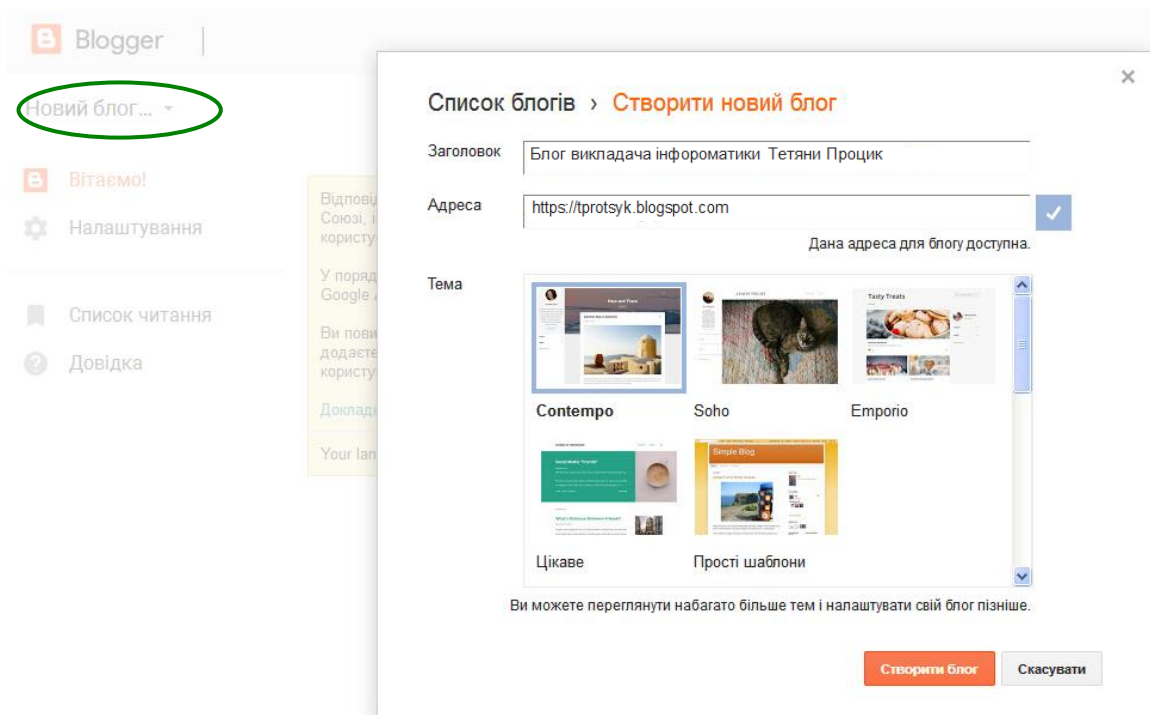 Blogger
Новий блог...
Вітаємо!
Налаштування
Список читання
Довідка
Відповід
Союзі, і
користу
У поряд
Google
Ви пови
додаєте
користу
Доклад
Your lan
Список блогів › Створити новий блог
Заголовок
Блог викладача інфороматики Тетяни Процик
Адреса
https://tprotsyk.blogspot.com
Дана адреса для блогу доступна.
Тема
Tasty Treats
Contempo
Soho
Emporio
Simple Blog
Цікаве
Прості шаблони
Ви можете переглянути набагато більше тем і налаштувати свій блог пізніше.
Створити блог
Скасувати